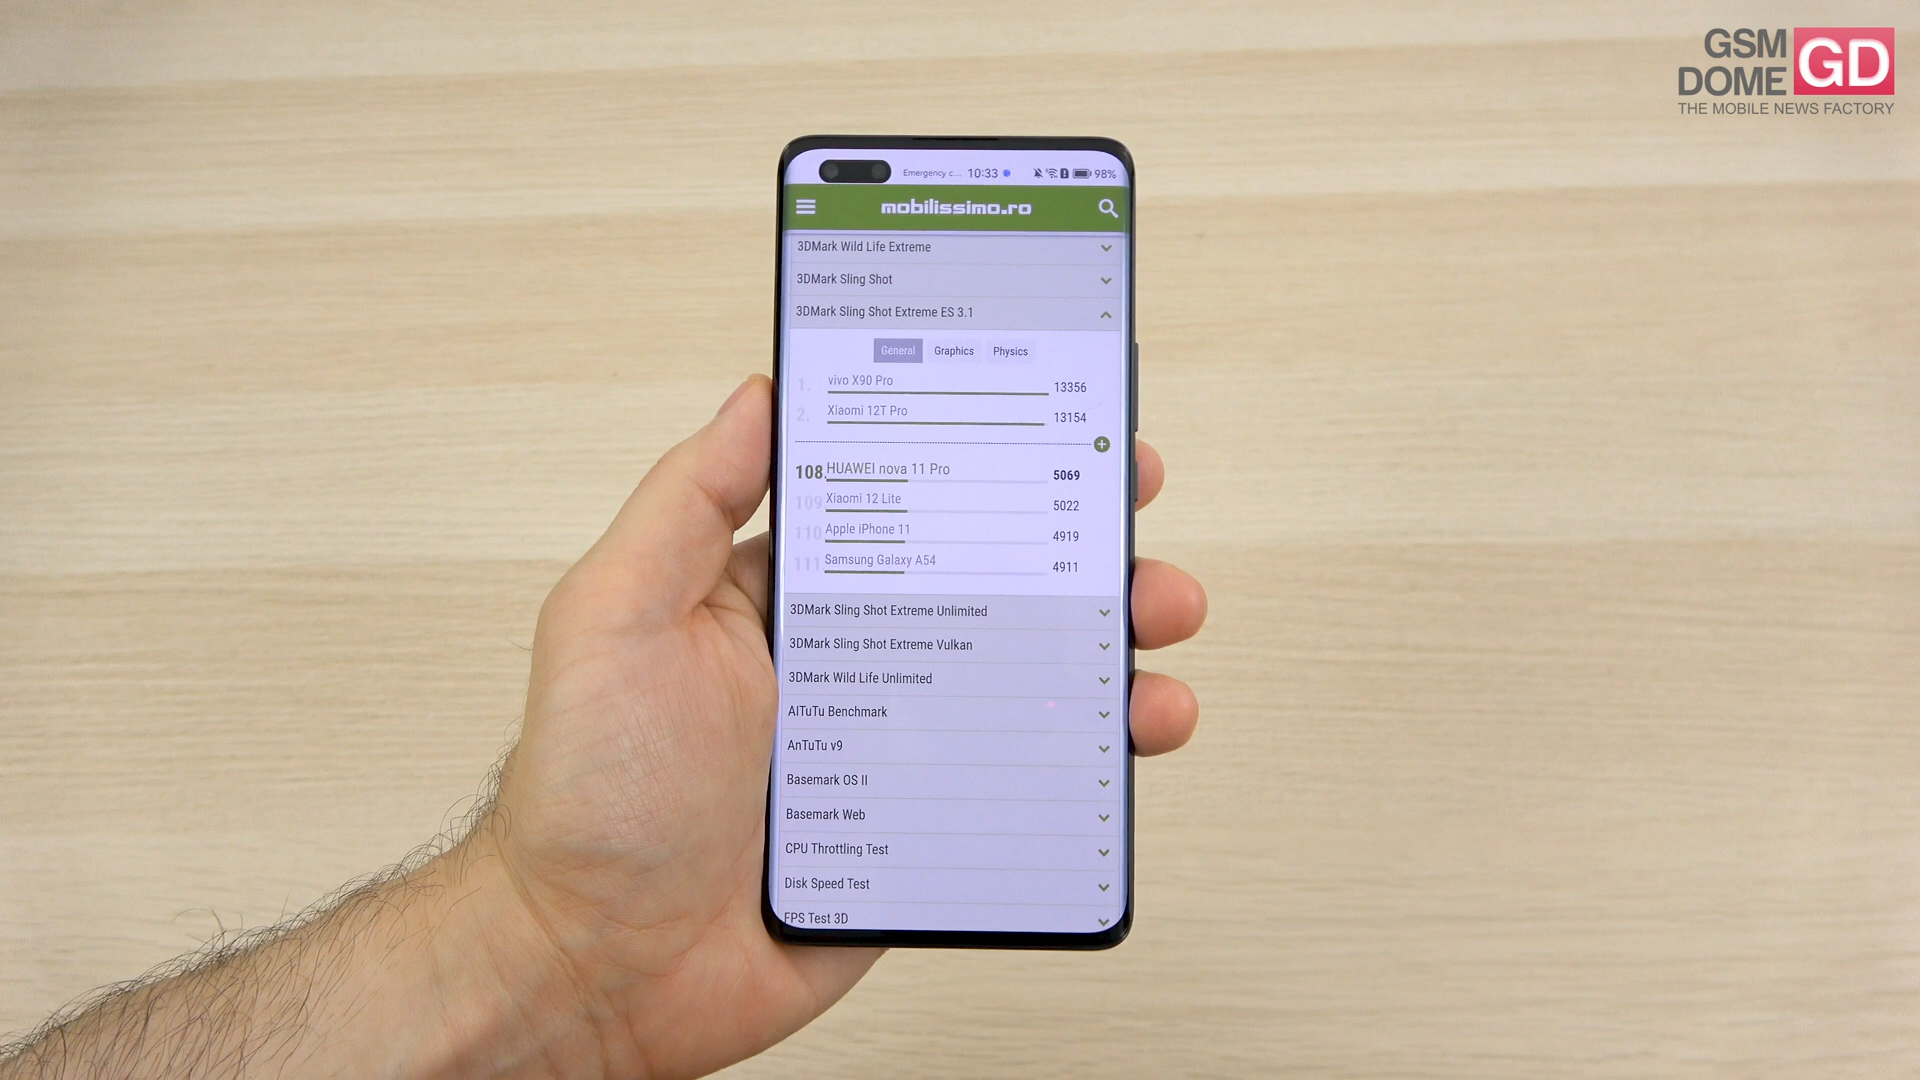 GSM
DOME GD
THE MOBILE NEWS FACTORY
Emergency c... 10:33 98%
mobilissimo.ro
3DMark Wild Life Extreme
3DMark Sling Shot
3DMark Sling Shot Extreme ES 3.1
General Graphics Physics
1. vivo X90 Pro 13356
2. Xiaomi 12T Pro 13154
108. HUAWEI nova 11 Pro 5069
109. Xiaomi 12 Lite 5022
110. Apple iPhone 11 4919
111. Samsung Galaxy A54 4911
3DMark Sling Shot Extreme Unlimited
3DMark Sling Shot Extreme Vulkan
3DMark Wild Life Unlimited
AITuTu Benchmark
AnTuTu v9
Basemark OS II
Basemark Web
CPU Throttling Test
Disk Speed Test
FPS Test 3D